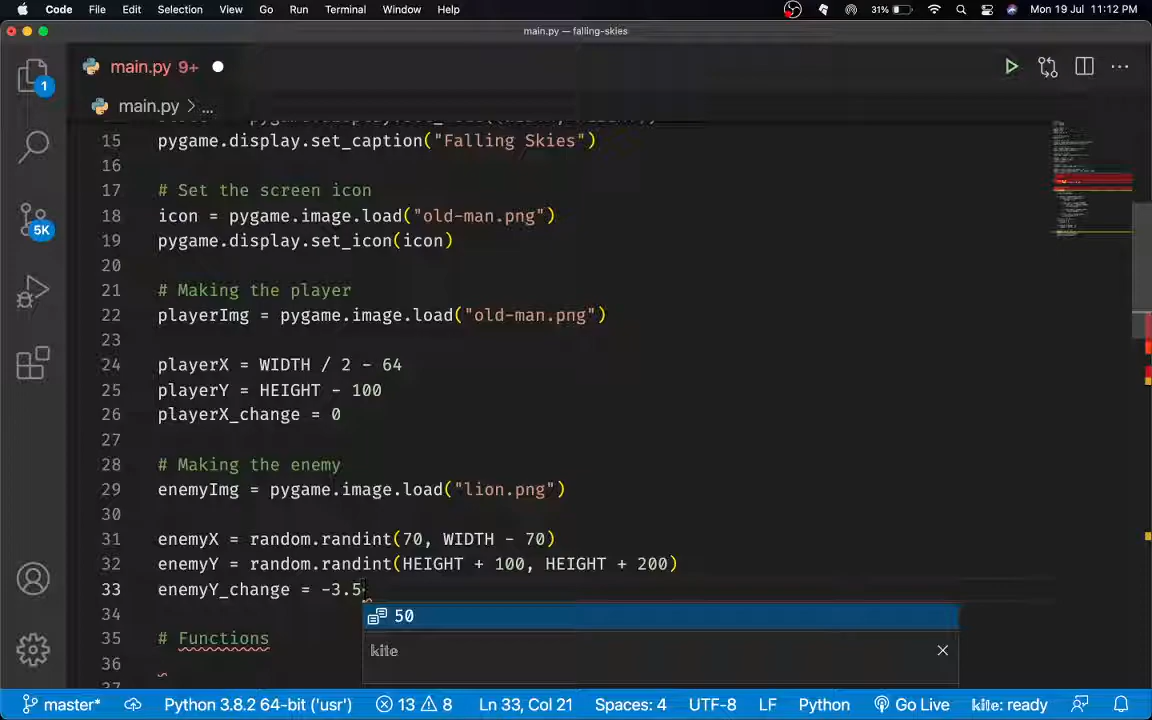 Code File Edit Selection View Go Run Terminal Window Help 31% Mon 19 Jul 11:12 PM
main.py — falling-skies
1
main.py 9+
main.py > ...
15 pygame.display.set_caption("Falling Skies")
16
17 # Set the screen icon
18 icon = pygame.image.load("old-man.png")
19 pygame.display.set_icon(icon)
20
21 # Making the player
22 playerImg = pygame.image.load("old-man.png")
23
24 playerX = WIDTH / 2 - 64
25 playerY = HEIGHT - 100
26 playerX_change = 0
27
28 # Making the enemy
29 enemyImg = pygame.image.load("lion.png")
30
31 enemyX = random.randint(70, WIDTH - 70)
32 enemyY = random.randint(HEIGHT + 100, HEIGHT + 200)
33 enemyY_change = -3.5
50
34
35 # Functions
kite
36
5K
master* Python 3.8.2 64-bit ('usr') 13 8 Ln 33, Col 21 Spaces: 4 UTF-8 LF Python Go Live kite: ready